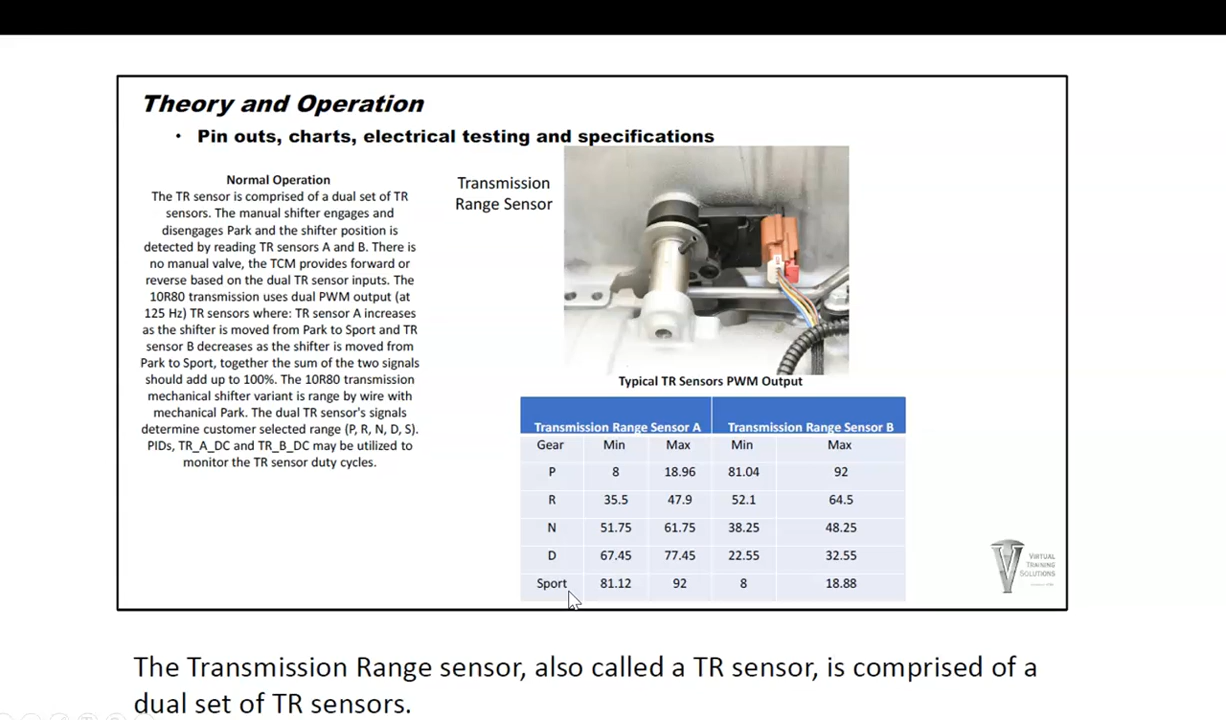 Theory and Operation
• Pin outs, charts, electrical testing and specifications
Normal Operation
The TR sensor is comprised of a dual set of TR
sensors. The manual shifter engages and
disengages Park and the shifter position is
detected by reading TR sensors A and B. There is
no manual valve, the TCM provides forward or
reverse based on the dual TR sensor inputs. The
10R80 transmission uses dual PWM output (at
125 Hz) TR sensors where: TR sensor A increases
as the shifter is moved from Park to Sport and TR
sensor B decreases as the shifter is moved from
Park to Sport, together the sum of the two signals
should add up to 100%. The 10R80 transmission
mechanical shifter variant is range by wire with
mechanical Park. The dual TR sensor's signals
determine customer selected range (P, R, N, D, S).
PIDs, TR_A_DC and TR_B_DC may be utilized to
monitor the TR sensor duty cycles.
Transmission
Range Sensor
Typical TR Sensors PWM Output
Transmission Range Sensor A Transmission Range Sensor B
Gear Min Max Min Max
P 8 18.96 81.04 92
R 35.5 47.9 52.1 64.5
N 51.75 61.75 38.25 48.25
D 67.45 77.45 22.55 32.55
Sport 81.12 92 8 18.88
VIRTUAL
TRAINING
SOLUTIONS
The Transmission Range sensor, also called a TR sensor, is comprised of a
dual set of TR sensors.